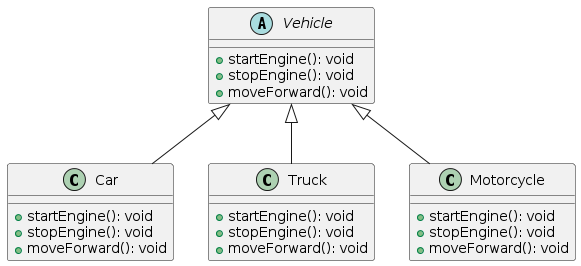 A Vehicle
startEngine(): void
stopEngine(): void
moveForward(): void
C Car
startEngine(): void
stopEngine(): void
moveForward(): void
C Truck
startEngine(): void
stopEngine(): void
moveForward(): void
C Motorcycle
startEngine(): void
stopEngine(): void
moveForward(): void